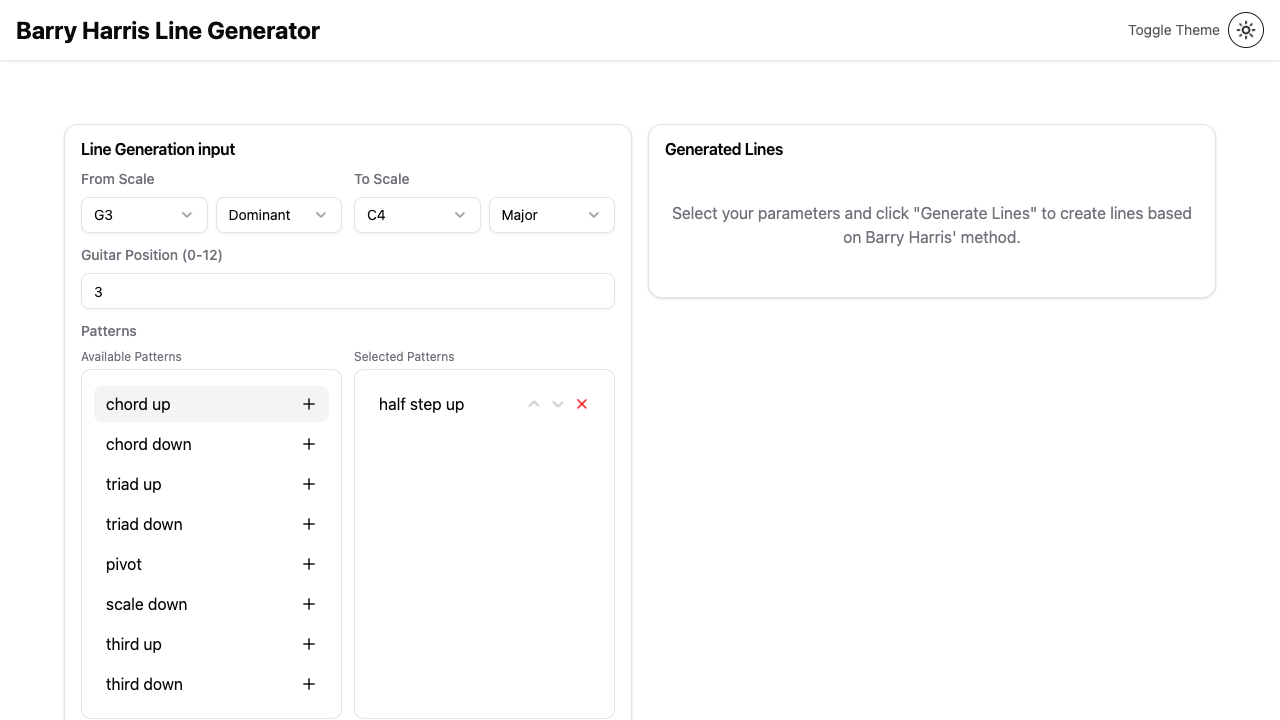 Barry Harris Line Generator
Toggle Theme
Line Generation input
From Scale
To Scale
G3
Dominant
C4
Major
Guitar Position (0-12)
3
Patterns
Available Patterns
Selected Patterns
chord up
chord down
triad up
triad down
pivot
scale down
third up
third down
half step up
Generated Lines
Select your parameters and click "Generate Lines" to create lines based
on Barry Harris' method.